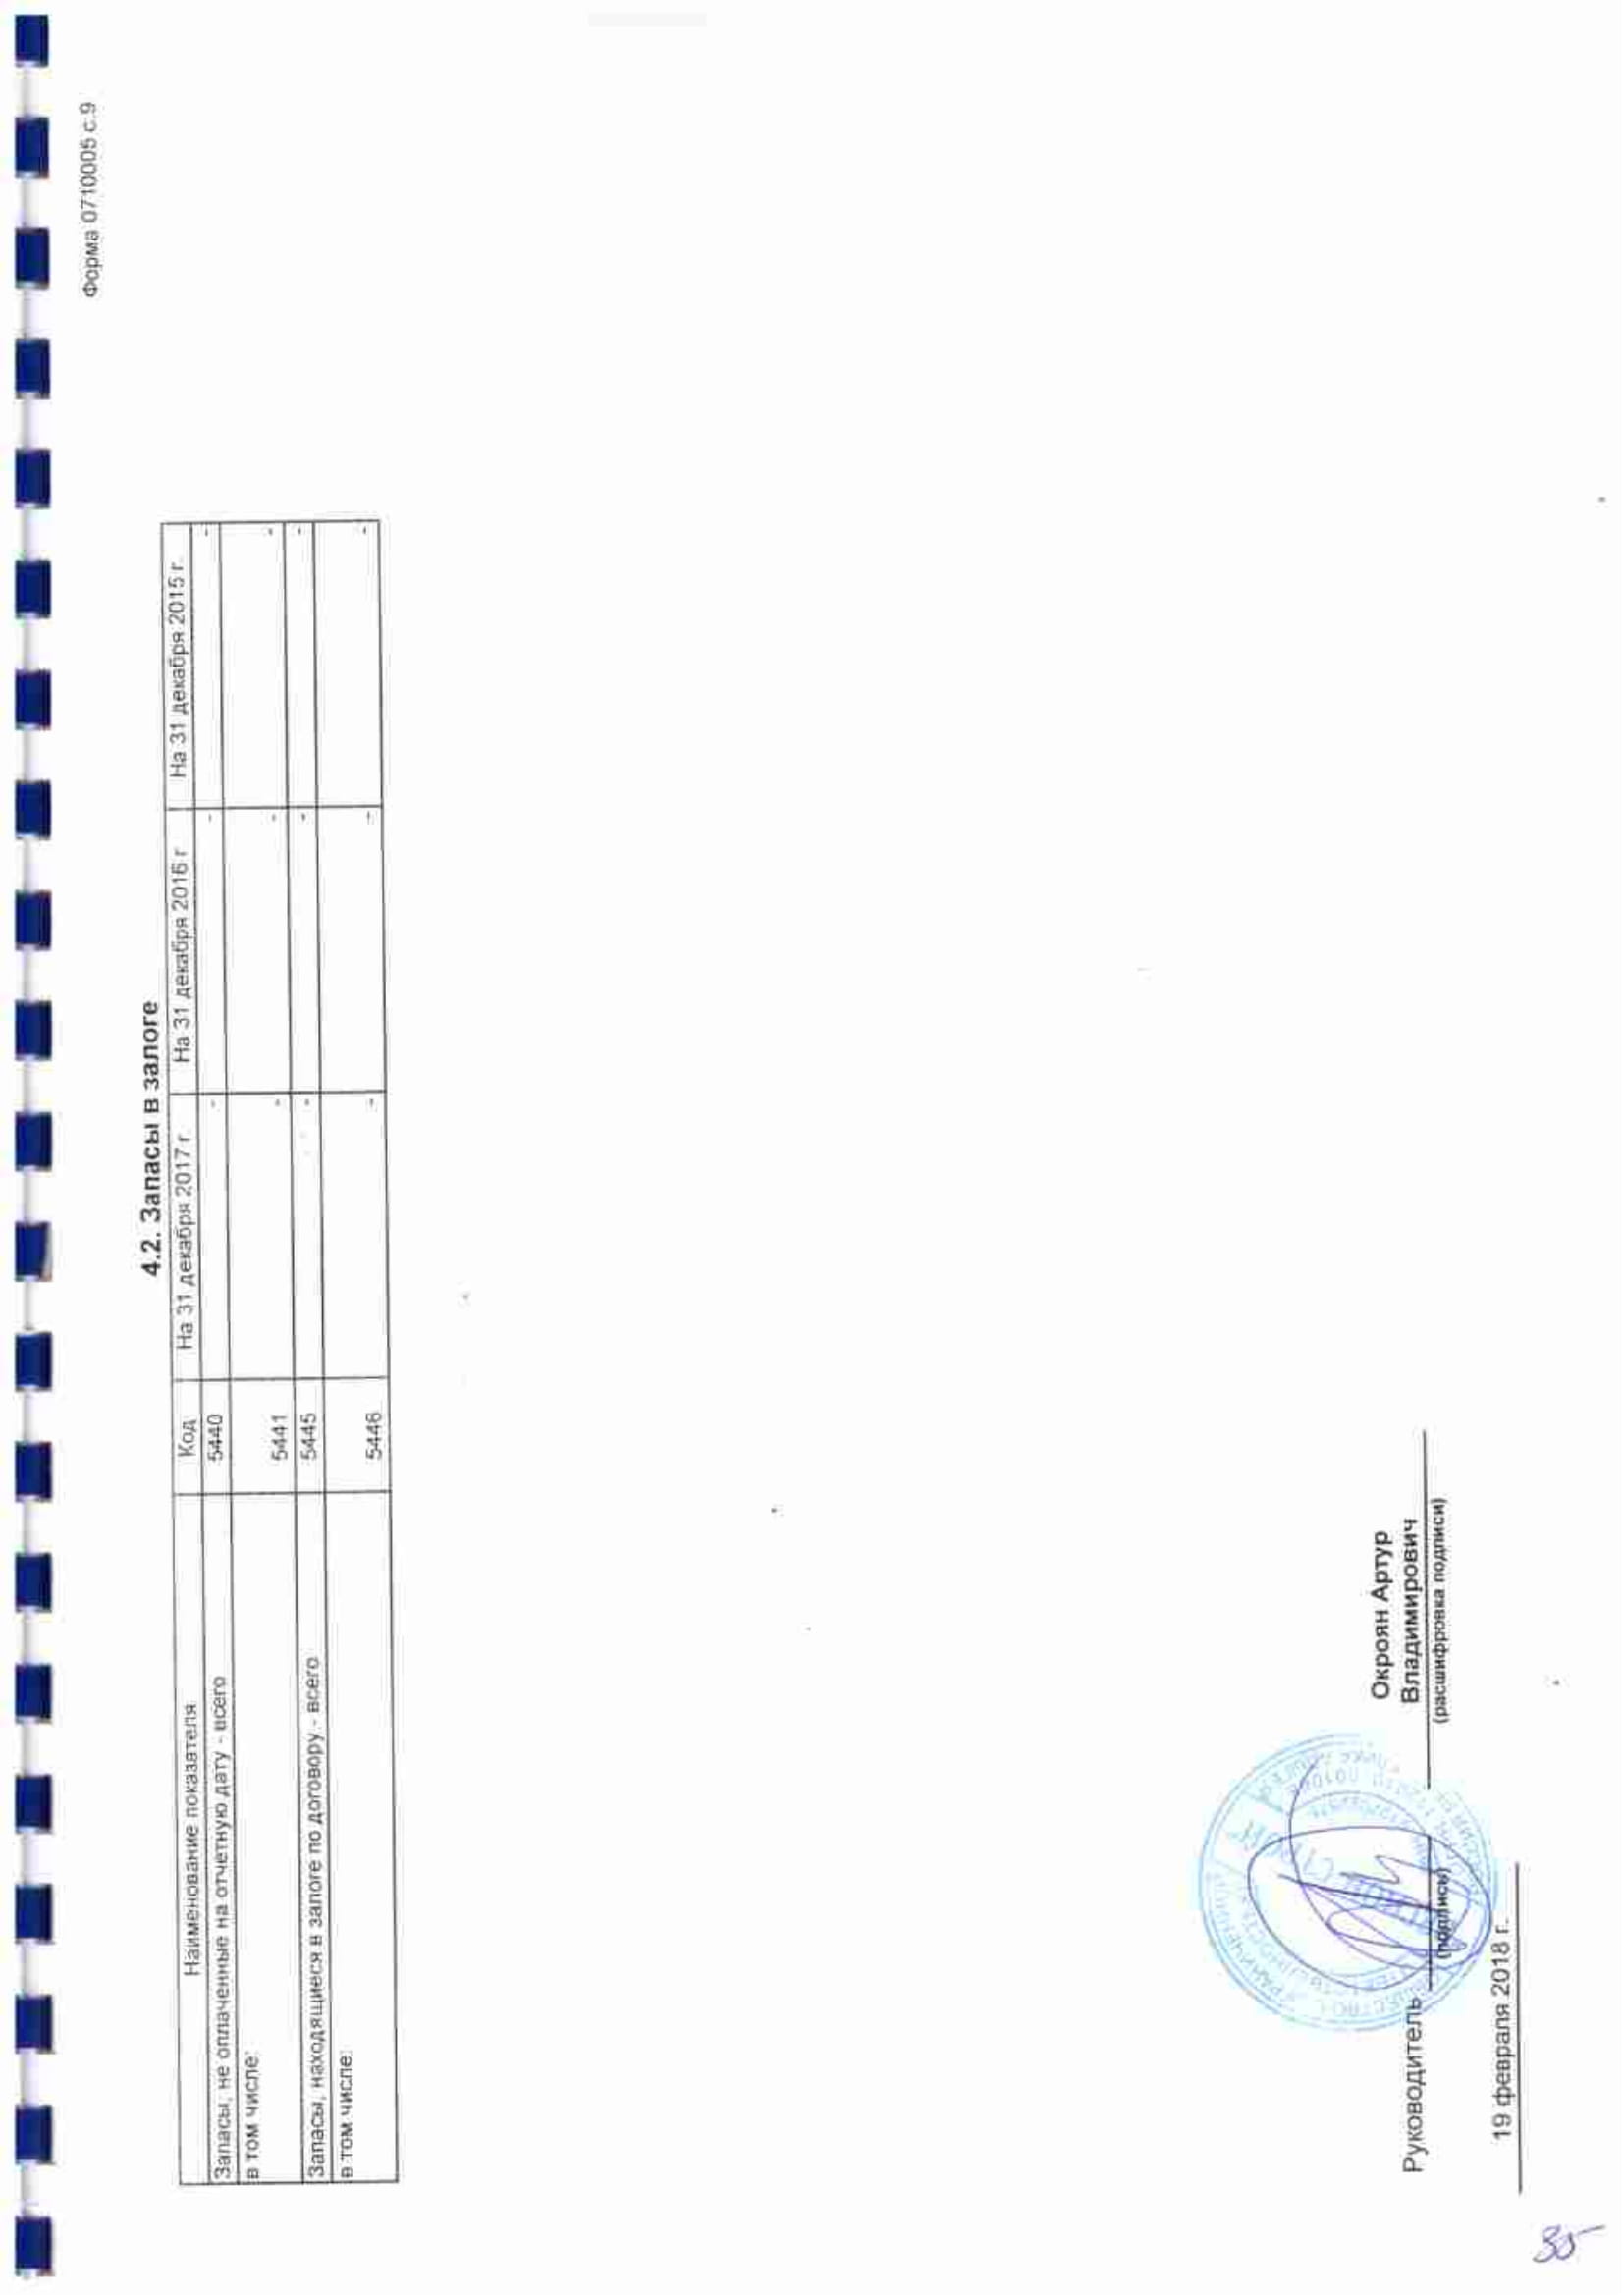 Форма 0710005 с.9
4.2. Запасы в залоге
Наименование показателя Код На 31 декабря 2017 г. На 31 декабря 2016 г. На 31 декабря 2015 г.
Запасы, не оплаченные на отчетную дату - всего 5440 - - -
в том числе:
5441 - - -
Запасы, находящиеся в залоге по договору - всего 5445 - - -
в том числе:
5446 - - -
Руководитель
(подпись)
Окроян Артур
Владимирович
(расшифровка подписи)
19 февраля 2018 г.
35